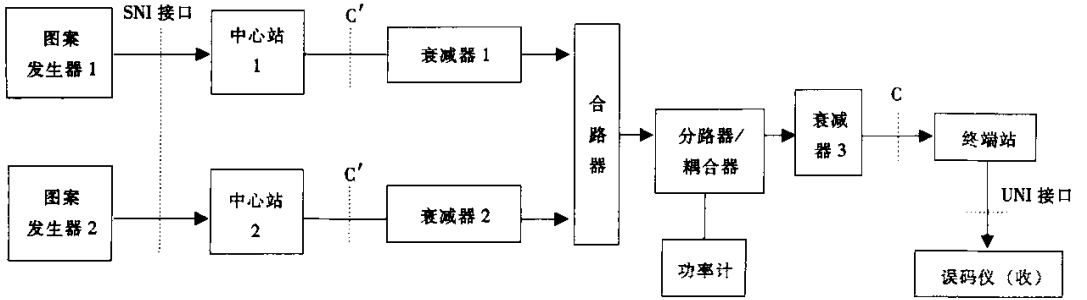 SNI 接口
图案
发生器 1
中心站
1
C′
衰减器 1
合
路
器
分路器/
耦合器
功率计
衰减
器 3
C
终端站
UNI 接口
误码仪（收）
图案
发生器 2
中心站
2
C′
衰减器 2